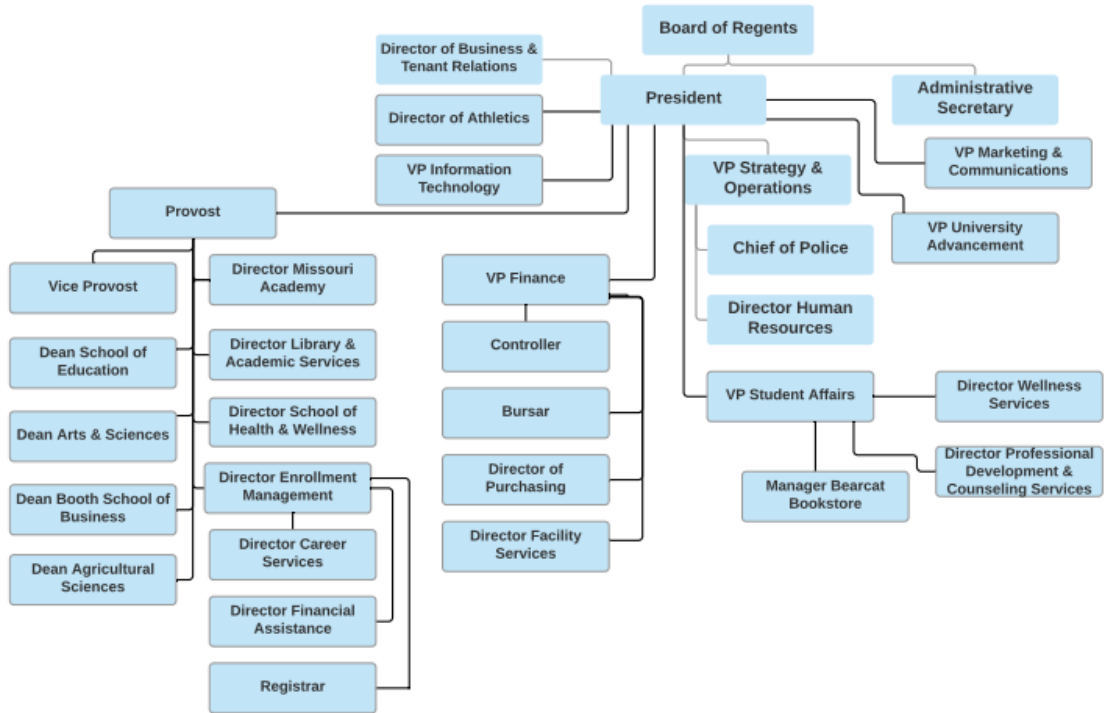 Board of Regents
Director of Business &
Tenant Relations
President
Administrative
Secretary
Director of Athletics
VP Marketing &
Communications
VP Information
Technology
VP Strategy &
Operations
Provost
VP University
Advancement
Chief of Police
Vice Provost
Director Missouri
Academy
VP Finance
Director Human
Resources
Dean School of
Education
Director Library &
Academic Services
Controller
VP Student Affairs
Director Wellness
Services
Dean Arts & Sciences
Director School of
Health & Wellness
Bursar
Director Enrollment
Management
Director of
Purchasing
Manager Bearcat
Bookstore
Director Professional
Development &
Counseling Services
Dean Booth School of
Business
Director Career
Services
Director Facility
Services
Dean Agricultural
Sciences
Director Financial
Assistance
Registrar